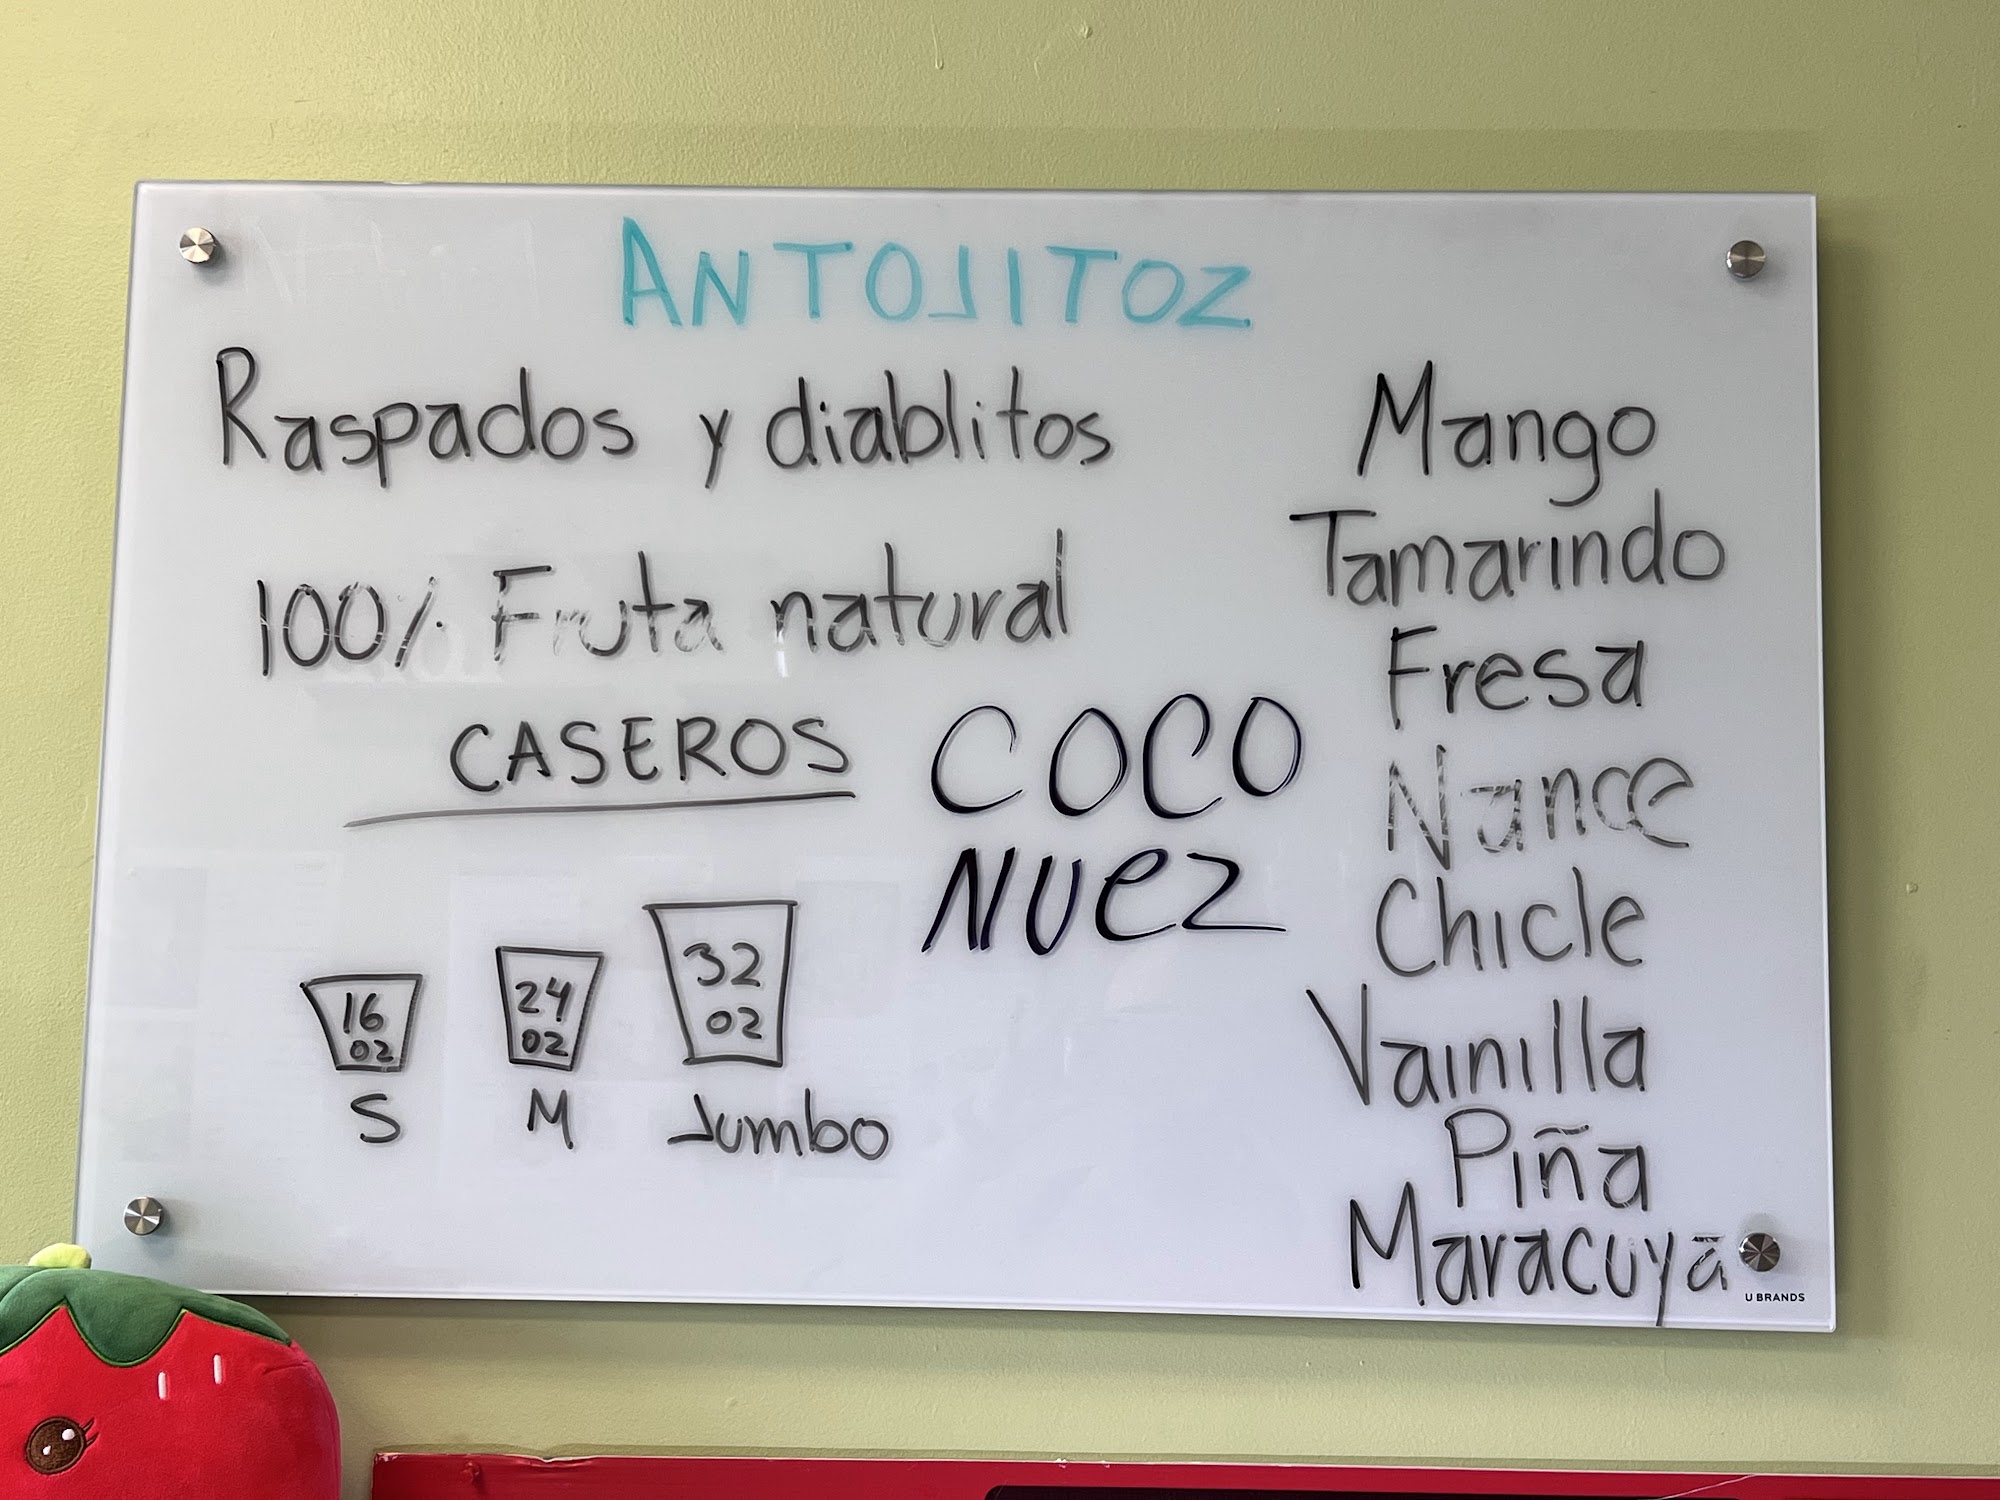 ANTOJITOZ
Raspados y diablitos
100% Fruta natural
CASEROS
COCO
NUEZ
16
OZ
S
24
OZ
M
32
OZ
Jumbo
Mango
Tamarindo
Fresa
Nance
Chicle
Vainilla
Piña
Maracuyá
U BRANDS